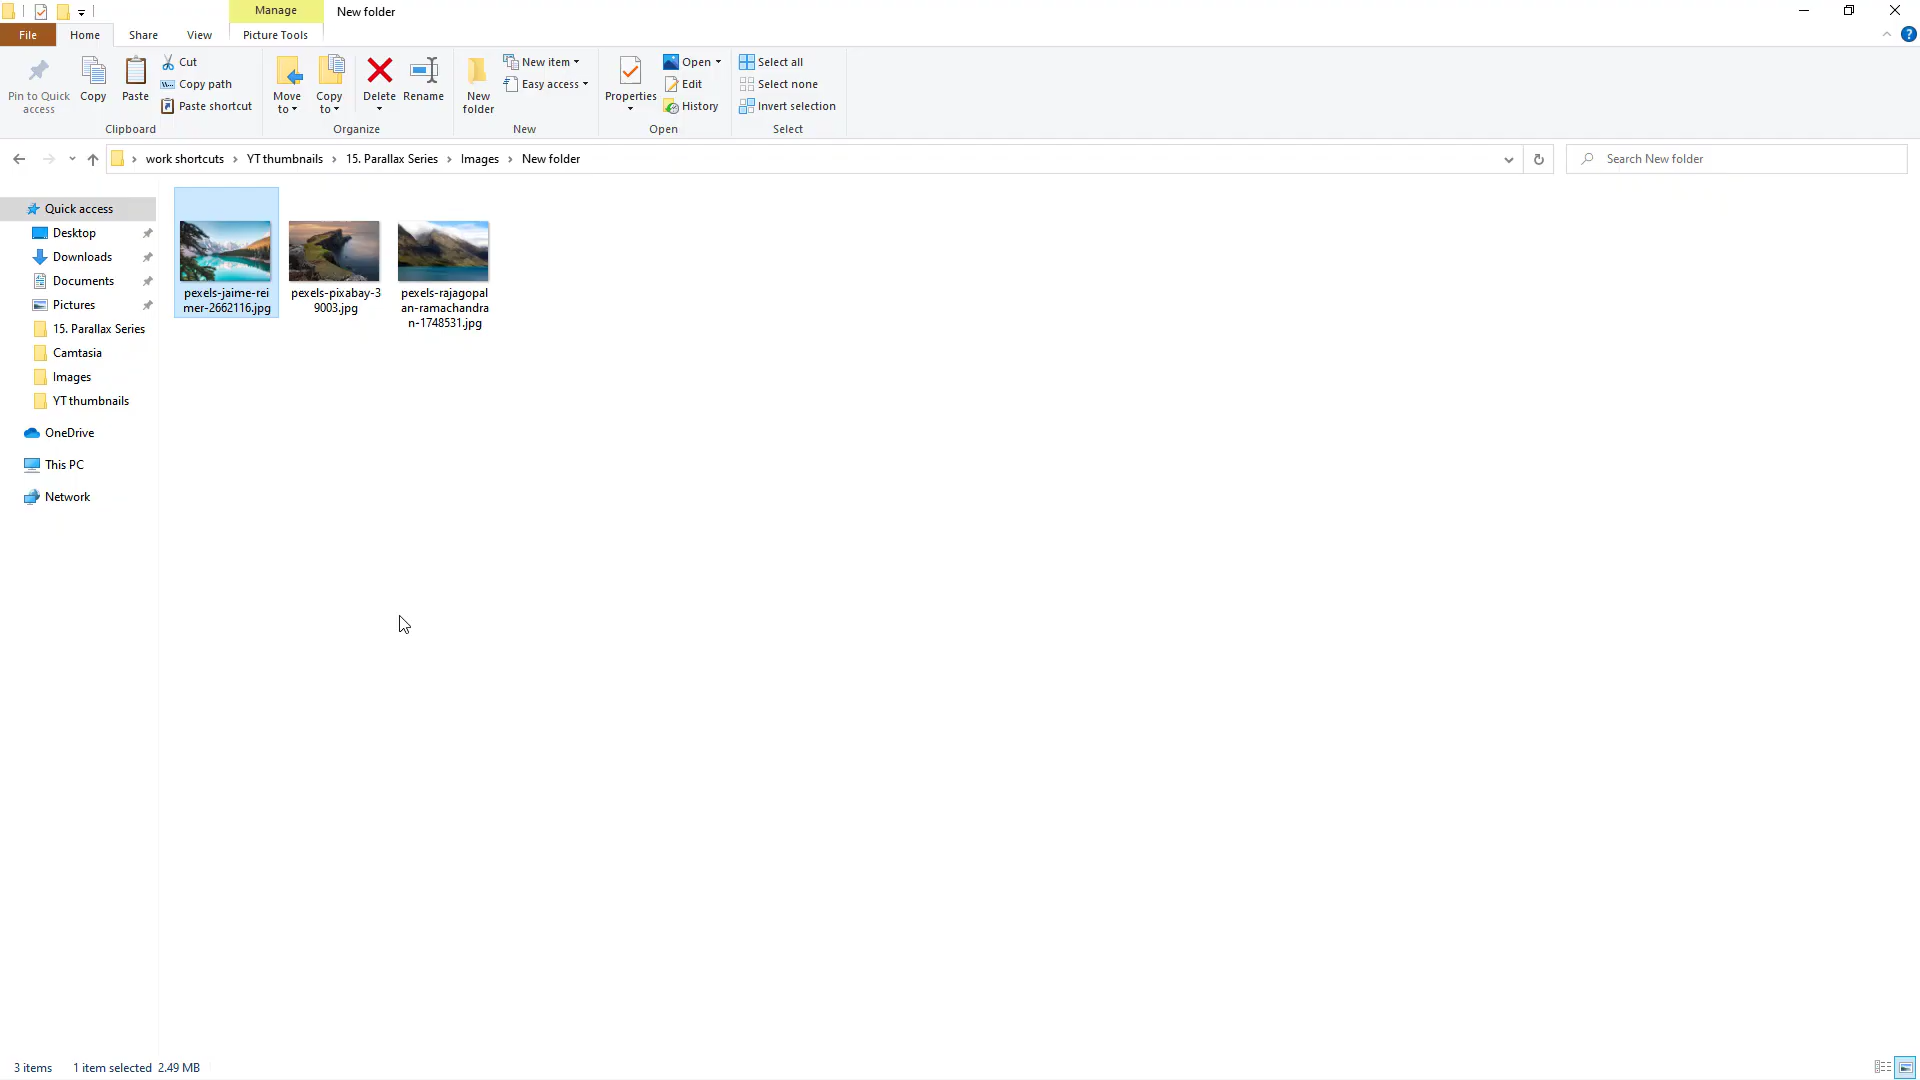 Manage
New folder
File
Home
Share
View
Picture Tools
Pin to Quick
access
Copy
Paste
Cut
Copy path
Paste shortcut
Clipboard
Move
to
Copy
to
Delete
Rename
Organize
New
folder
New item
Easy access
New
Properties
Open
Edit
History
Open
Select all
Select none
Invert selection
Select
work shortcuts
YT thumbnails
15. Parallax Series
Images
New folder
Search New folder
Quick access
Desktop
Downloads
Documents
Pictures
15. Parallax Series
Camtasia
Images
YT thumbnails
OneDrive
This PC
Network
pexels-jaime-rei
mer-2662116.jpg
pexels-pixabay-3
9003.jpg
pexels-rajagopal
an-ramachandra
n-1748531.jpg
3 items
1 item selected 2.49 MB